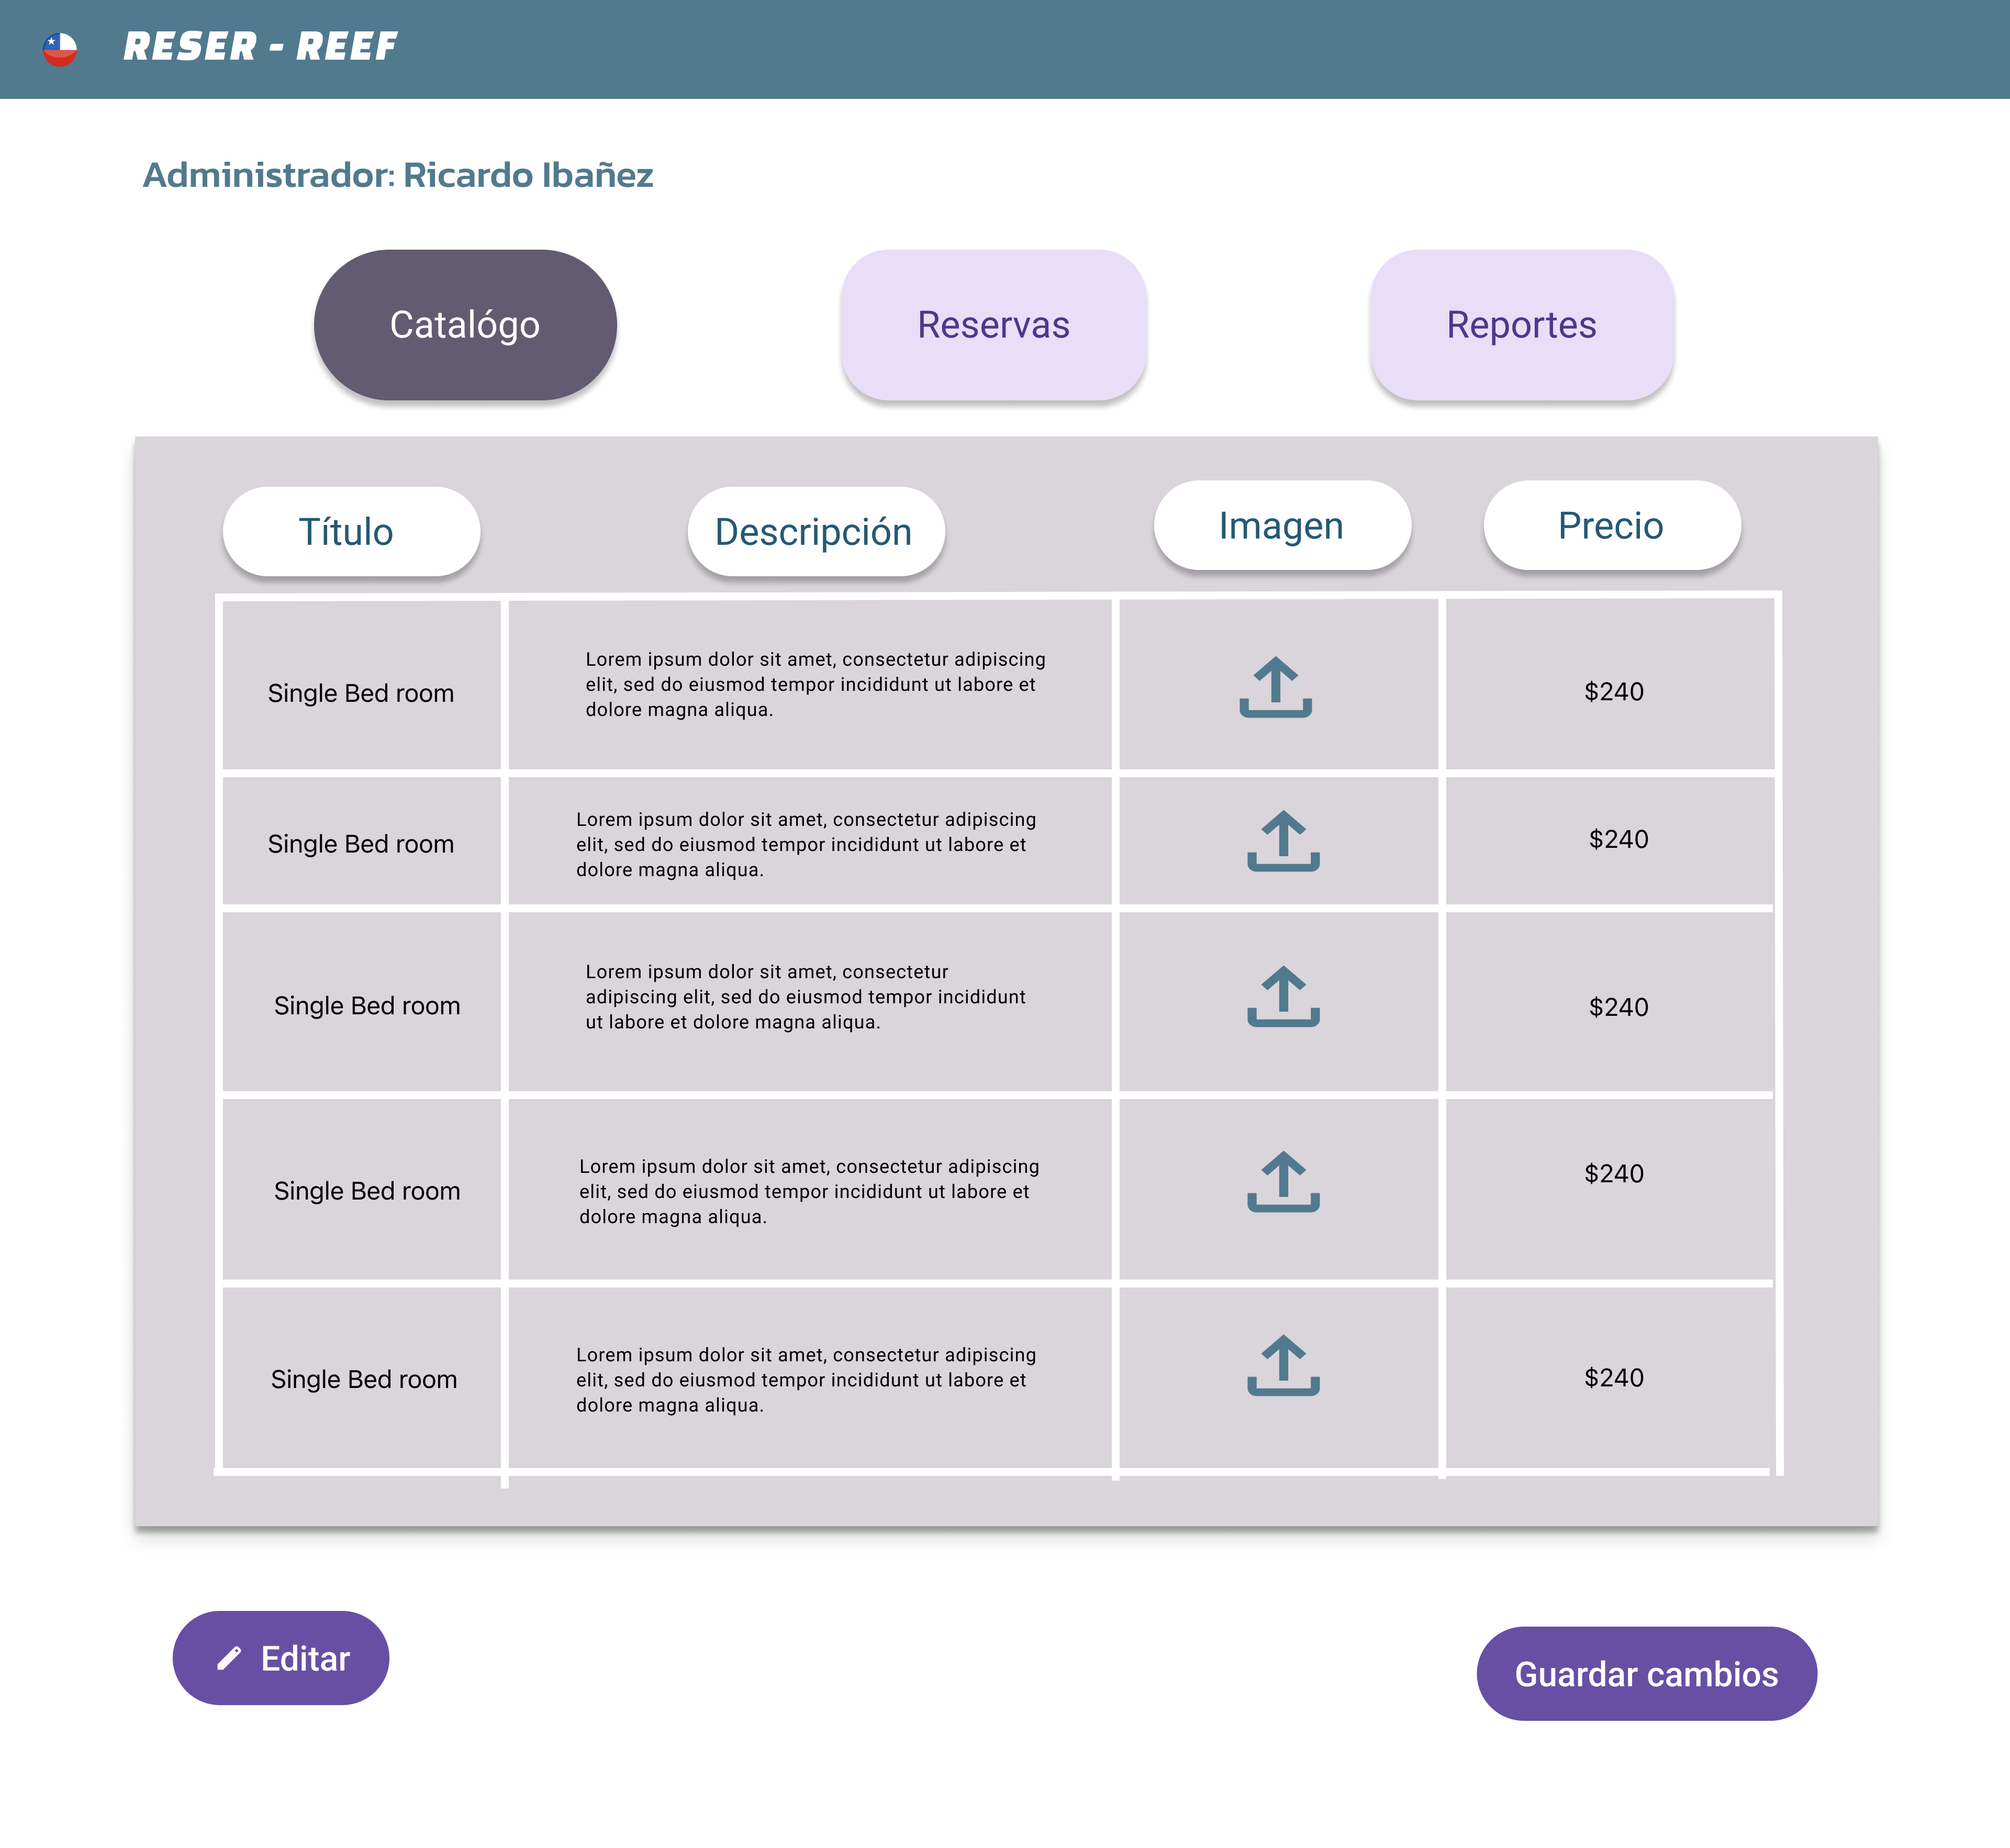 RESER - REEF
Administrador: Ricardo Ibañez
Catalógo
Reservas
Reportes
Título
Descripción
Imagen
Precio
Single Bed room
Lorem ipsum dolor sit amet, consectetur adipiscing
elit, sed do eiusmod tempor incididunt ut labore et
dolore magna aliqua.
$240
Single Bed room
Lorem ipsum dolor sit amet, consectetur adipiscing
elit, sed do eiusmod tempor incididunt ut labore et
dolore magna aliqua.
$240
Single Bed room
Lorem ipsum dolor sit amet, consectetur
adipiscing elit, sed do eiusmod tempor incididunt
ut labore et dolore magna aliqua.
$240
Single Bed room
Lorem ipsum dolor sit amet, consectetur adipiscing
elit, sed do eiusmod tempor incididunt ut labore et
dolore magna aliqua.
$240
Single Bed room
Lorem ipsum dolor sit amet, consectetur adipiscing
elit, sed do eiusmod tempor incididunt ut labore et
dolore magna aliqua.
$240
Editar
Guardar cambios